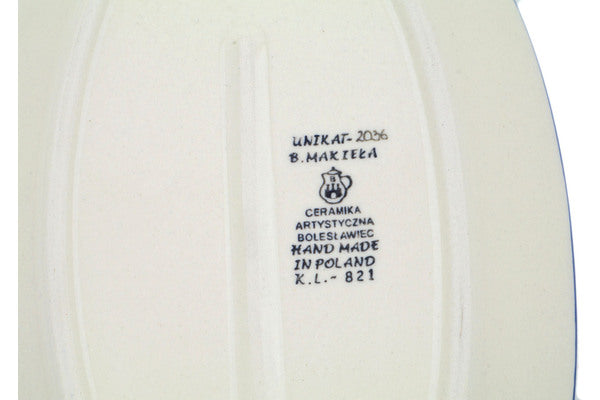 UNIKAT-2036
B. MAKIEŁA
B
CERAMIKA
ARTYSTYCZNA
BOLESŁAWIEC
HAND MADE
IN POLAND
K.L.~821